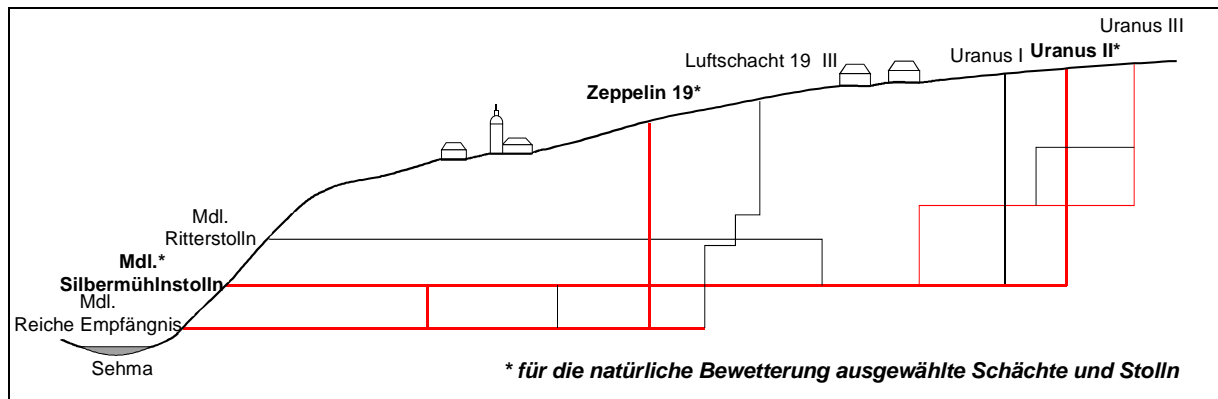 Uranus III
Uranus I
Uranus II*
Luftschacht 19 III
Zeppelin 19*
Mdl.
Ritterstolln
Mdl.*
Silbermühlnstolln
Mdl.
Reiche Empfängnis
Sehma
* für die natürliche Bewetterung ausgewählte Schächte und Stolln